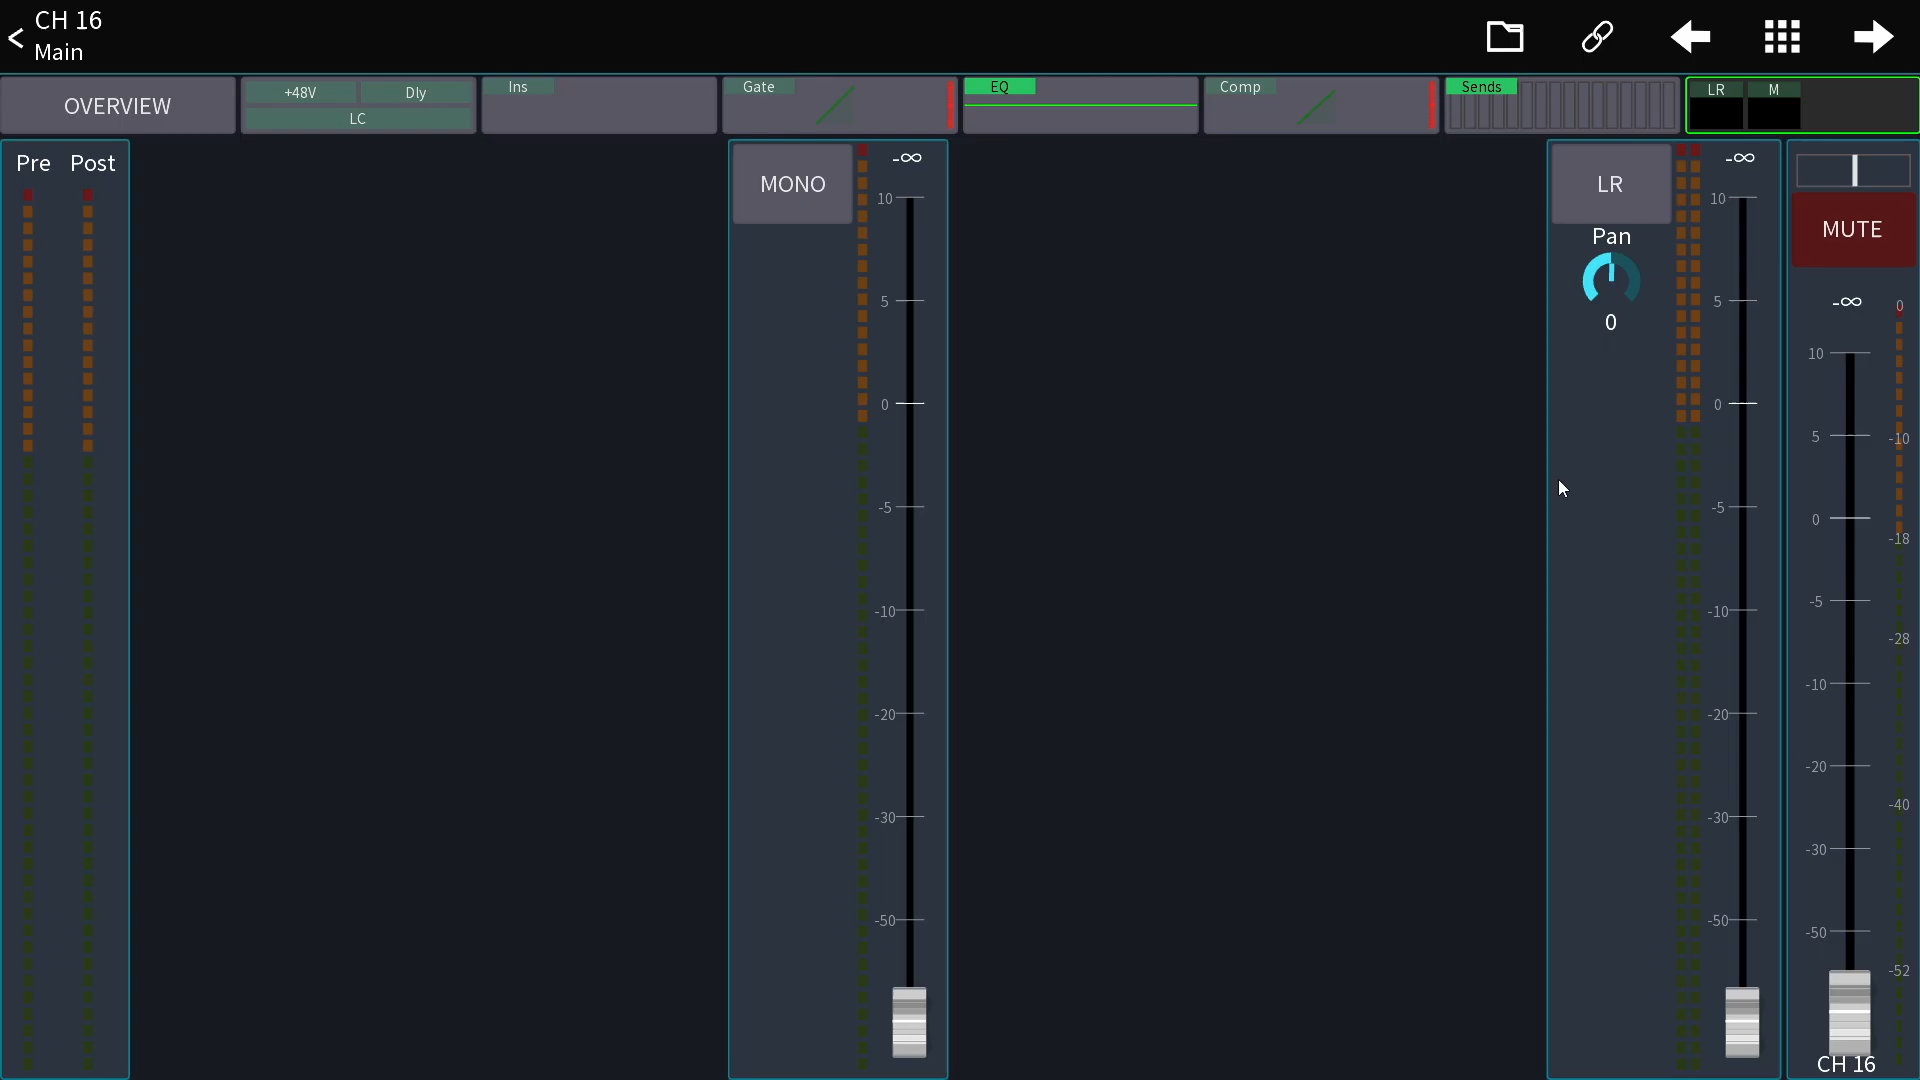 CH 16
Main
OVERVIEW
+48V
Dly
LC
Ins
Gate
EQ
Comp
Sends
LR
M
Pre
Post
MONO
-∞
10
5
0
-5
-10
-20
-30
-50
LR
Pan
0
-∞
10
5
0
-5
-10
-20
-30
-50
MUTE
-∞
10
5
0
-5
-10
-20
-30
-50
0
-10
-18
-28
-40
-52
CH 16